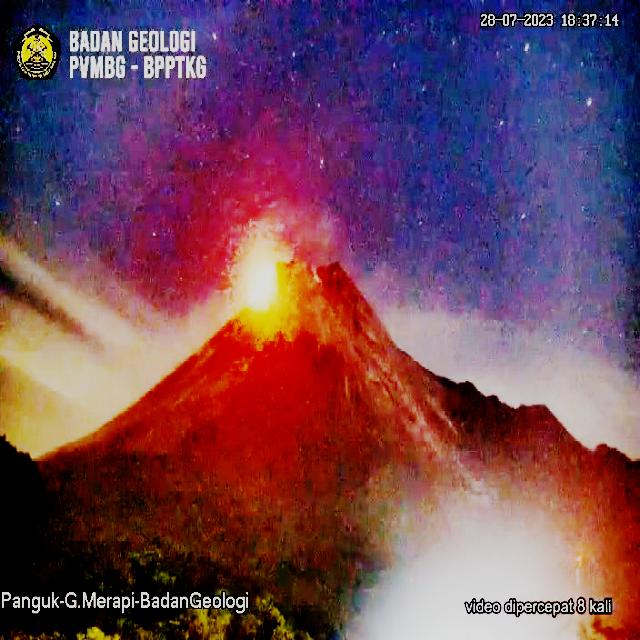 28-07-2023 18:37:14
BADAN GEOLOGI
PVMBG - BPPTKG
Panguk-G.Merapi-BadanGeologi
video dipercepat 8 kali